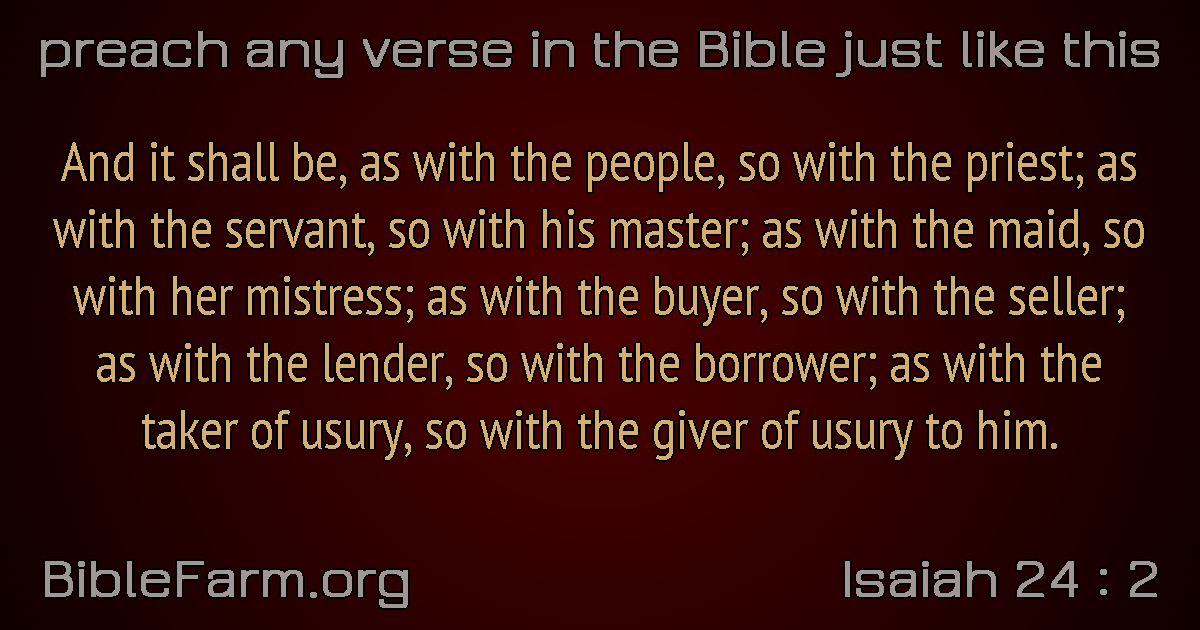 preach any verse in the Bible just like this
And it shall be, as with the people, so with the priest; as
with the servant, so with his master; as with the maid, so
with her mistress; as with the buyer, so with the seller;
as with the lender, so with the borrower; as with the
taker of usury, so with the giver of usury to him.
BibleFarm.org
Isaiah 24 : 2